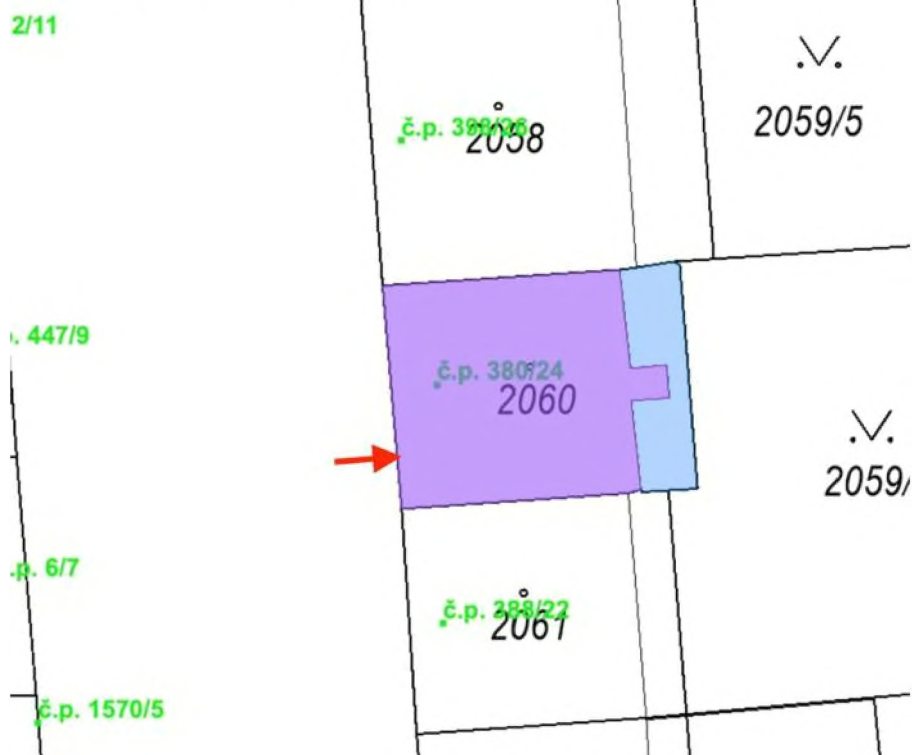 2/11
č.p. 398/26
2058
2059/5
. 447/9
č.p. 380/24
2060
2059/
.p. 6/7
č.p. 388/22
2061
č.p. 1570/5